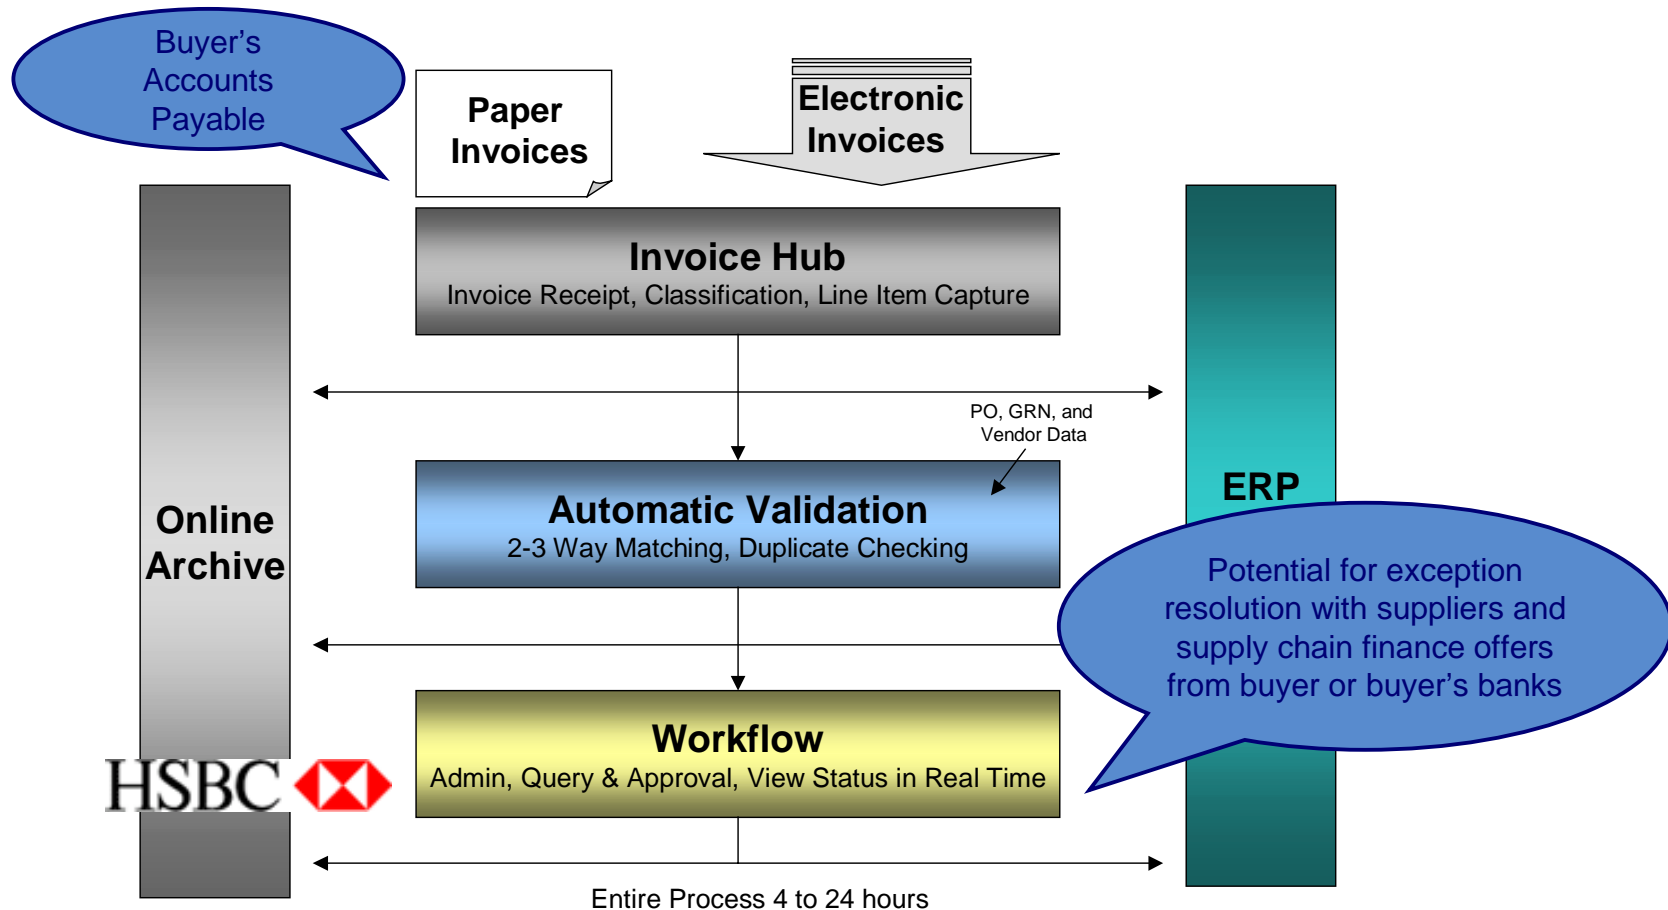 Buyer's
Accounts
Payable
Paper
Invoices
Electronic
Invoices
Invoice Hub
Invoice Receipt, Classification, Line Item Capture
PO, GRN, and
Vendor Data
Automatic Validation
2-3 Way Matching, Duplicate Checking
Online
Archive
ERP
Potential for exception
resolution with suppliers and
supply chain finance offers
from buyer or buyer's banks
Workflow
Admin, Query & Approval, View Status in Real Time
HSBC
Entire Process 4 to 24 hours